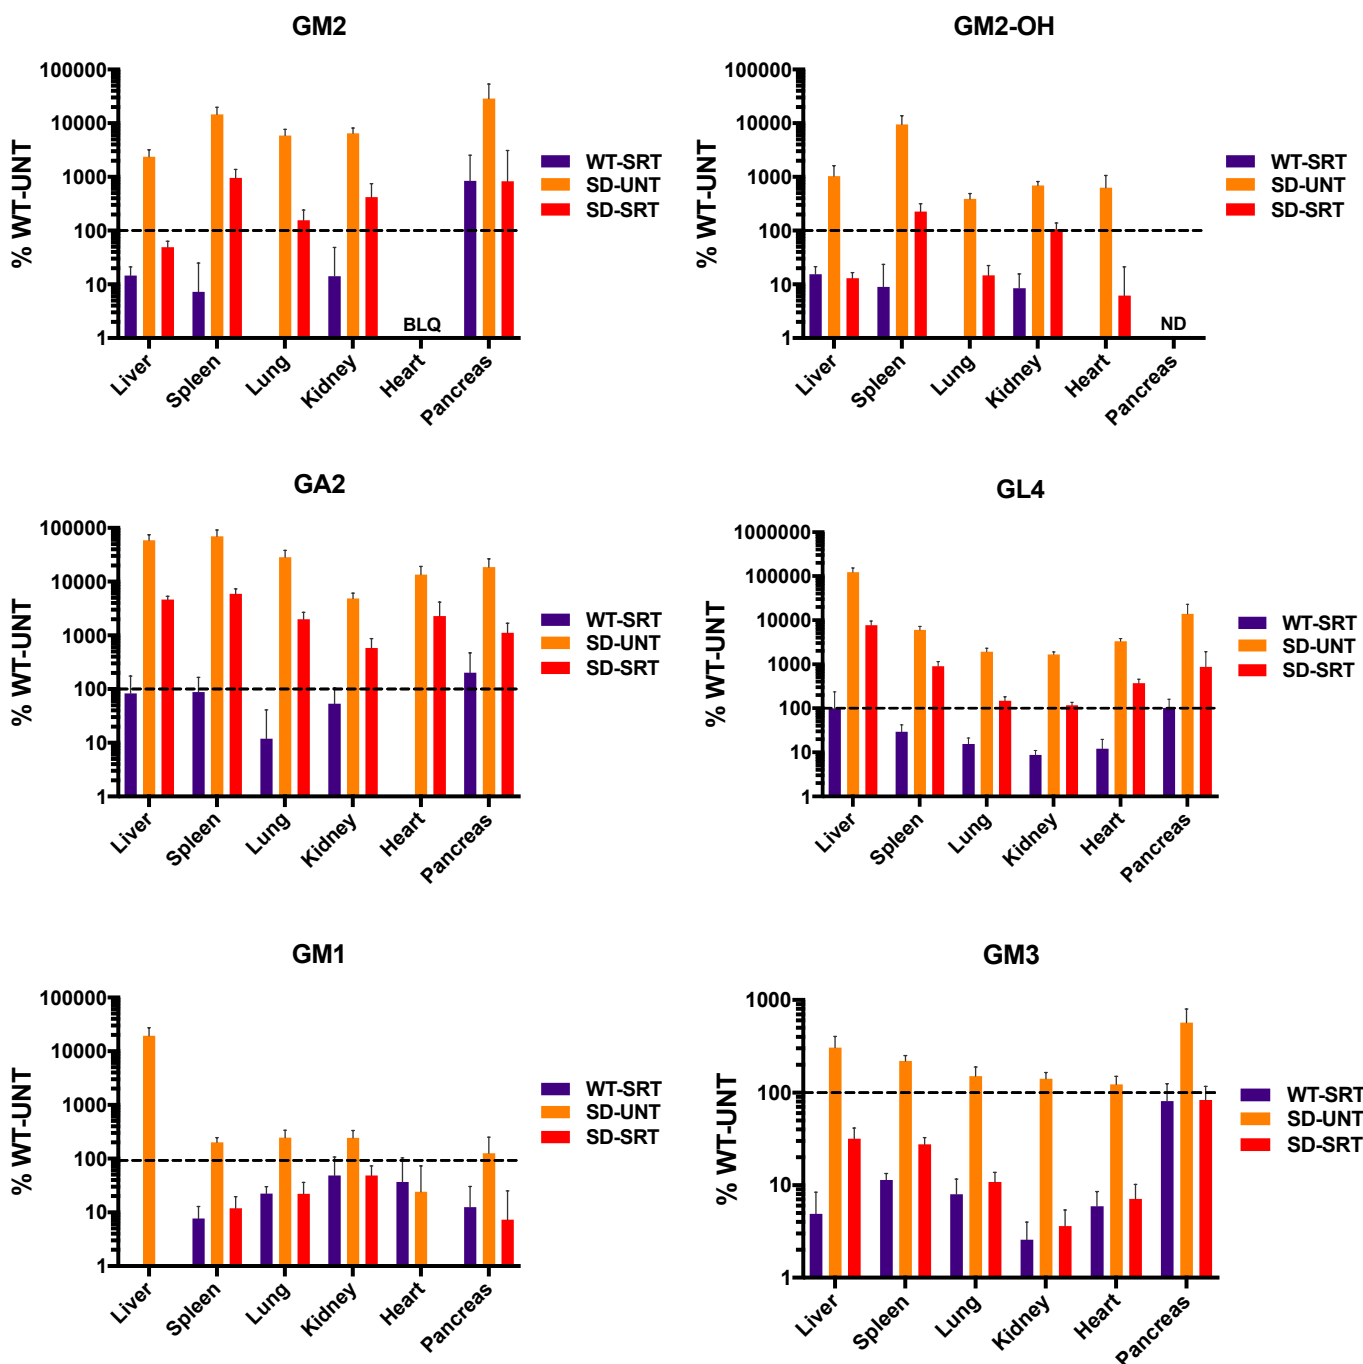 GM2
% WT-UNT
100000
10000
1000
100
10
1
BLQ
Liver
Spleen
Lung
Kidney
Heart
Pancreas
WT-SRT
SD-UNT
SD-SRT
GM2-OH
% WT-UNT
100000
10000
1000
100
10
1
ND
Liver
Spleen
Lung
Kidney
Heart
Pancreas
WT-SRT
SD-UNT
SD-SRT
GA2
% WT-UNT
100000
10000
1000
100
10
1
Liver
Spleen
Lung
Kidney
Heart
Pancreas
WT-SRT
SD-UNT
SD-SRT
GL4
% WT-UNT
1000000
100000
10000
1000
100
10
1
Liver
Spleen
Lung
Kidney
Heart
Pancreas
WT-SRT
SD-UNT
SD-SRT
GM1
% WT-UNT
100000
10000
1000
100
10
1
Liver
Spleen
Lung
Kidney
Heart
Pancreas
WT-SRT
SD-UNT
SD-SRT
GM3
% WT-UNT
1000
100
10
1
Liver
Spleen
Lung
Kidney
Heart
Pancreas
WT-SRT
SD-UNT
SD-SRT